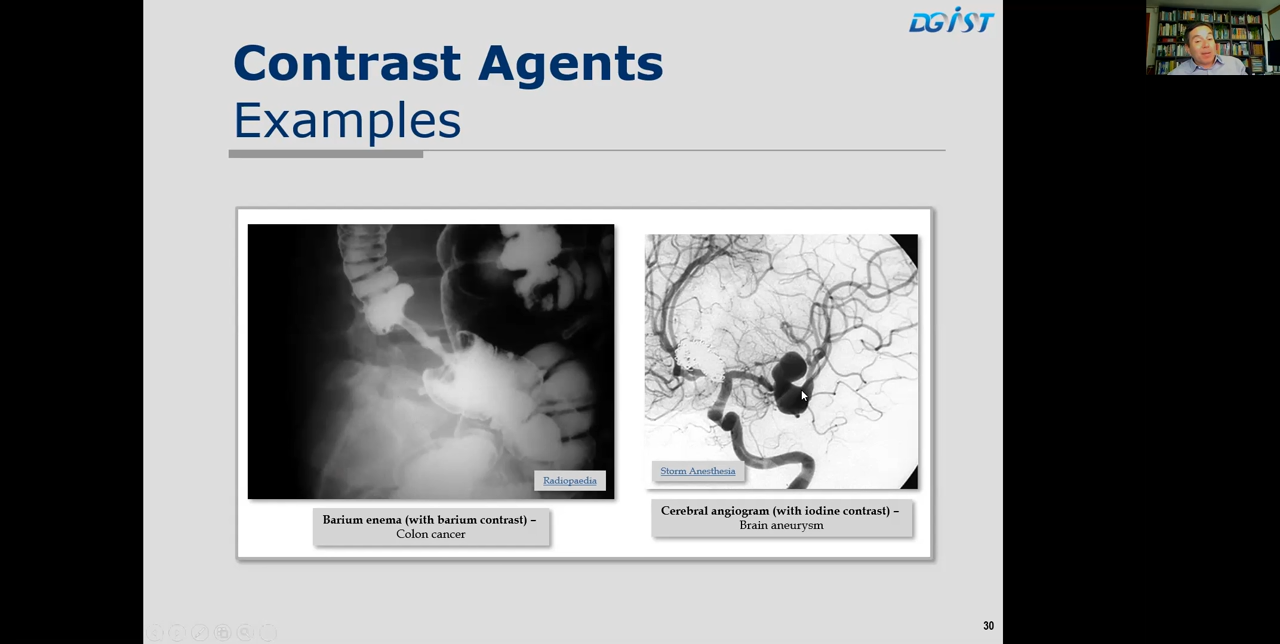 DGIST
Contrast Agents
Examples
Radiopaedia
Barium enema (with barium contrast) –
Colon cancer
Storm Anesthesia
Cerebral angiogram (with iodine contrast) –
Brain aneurysm
30